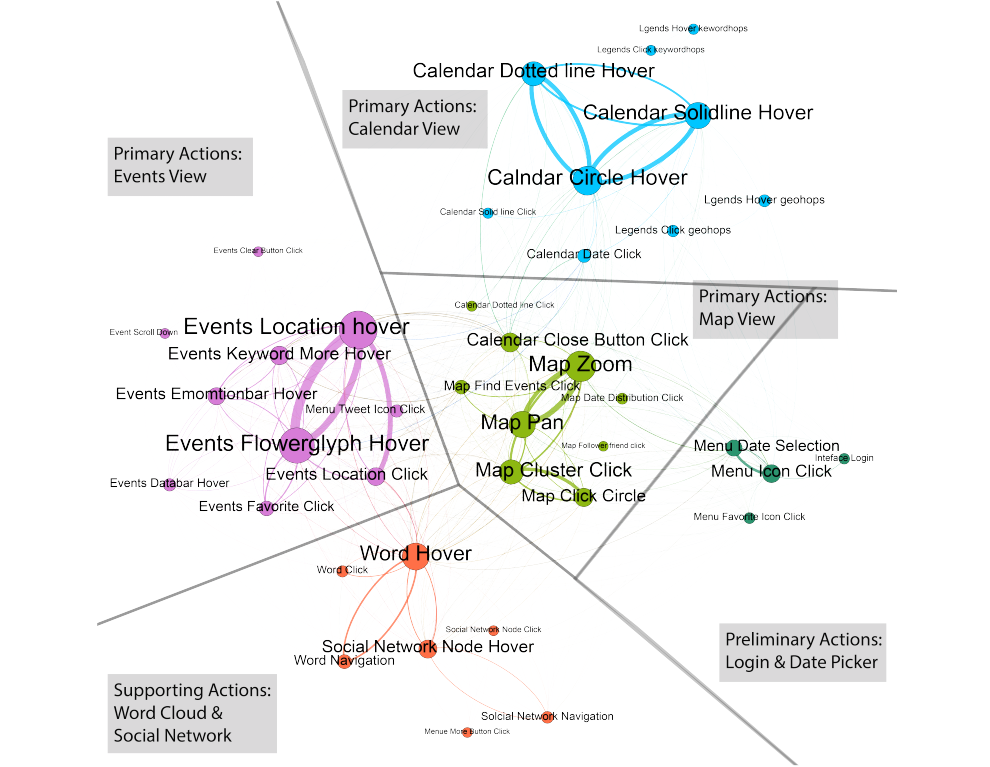 Lgends Hover kewordhops
Legends Click keywordhops
Calendar Dotted line Hover
Primary Actions:
Calendar View
Calendar Solidline Hover
Primary Actions:
Events View
Calndar Circle Hover
Lgends Hover geohops
Calendar Solid line Click
Legends Click geohops
Events Clear Button Click
Calendar Date Click
Primary Actions:
Map View
Calendar Dotted line Click
Event Scroll Down
Events Location hover
Calendar Close Button Click
Events Keyword More Hover
Map Zoom
Map Find Events Click
Events Emomtionbar Hover
Map Date Distribution Click
Menu Tweet Icon Click
Map Pan
Events Flowerglyph Hover
Map Follower friend click
Menu Date Selection
Inteface Login
Events Location Click
Map Cluster Click
Menu Icon Click
Events Databar Hover
Map Click Circle
Events Favorite Click
Menu Favorite Icon Click
Word Hover
Word Click
Social Network Node Click
Social Network Node Hover
Word Navigation
Preliminary Actions:
Login & Date Picker
Supporting Actions:
Word Cloud &
Social Network
Solcial Network Navigation
Menue More Button Click